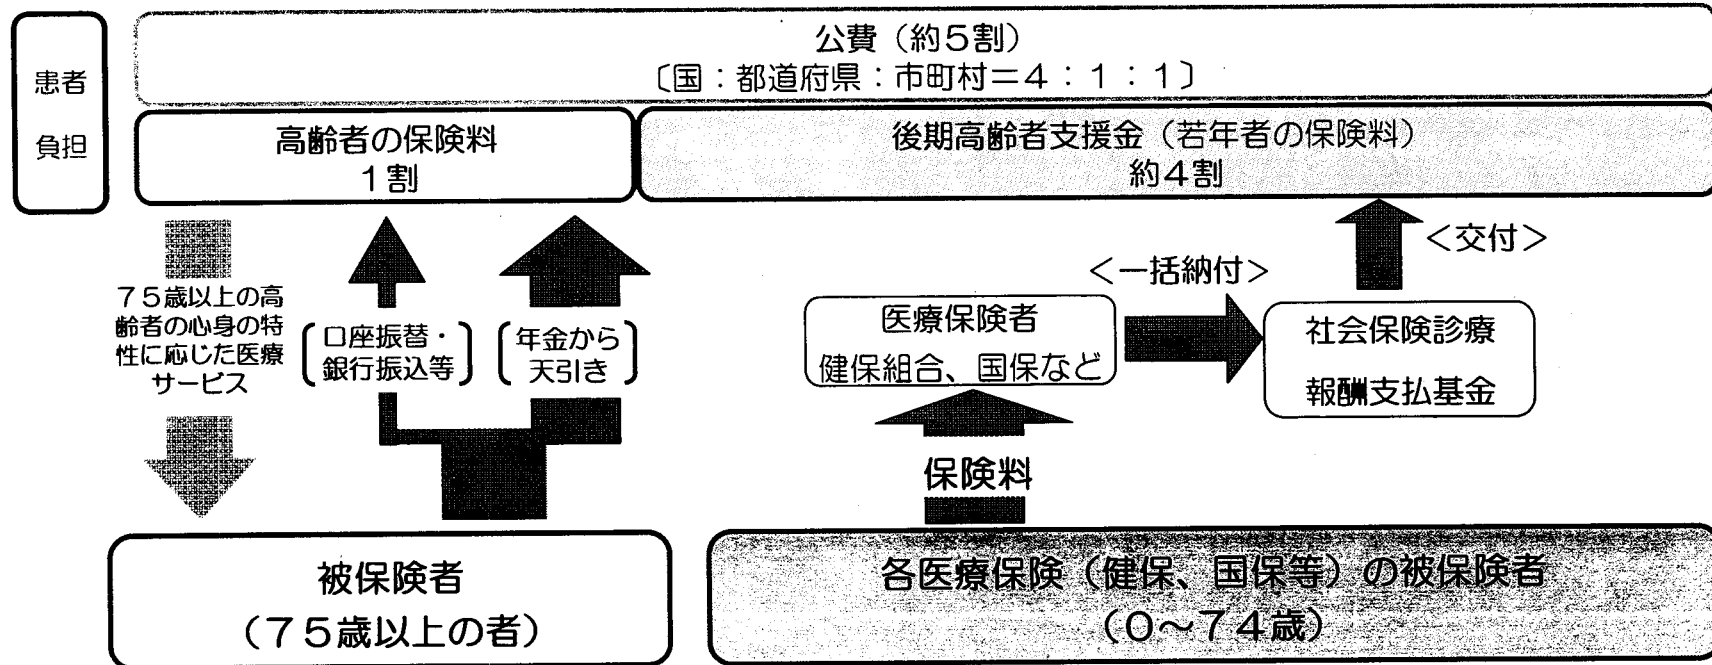 患者
負担
公費（約５割）
〔国：都道府県：市町村＝４：１：１〕
高齢者の保険料
１割
後期高齢者支援金（若年者の保険料）
約４割
７５歳以上の高
齢者の心身の特
性に応じた医療
サービス
口座振替・
銀行振込等
年金から
天引き
医療保険者
健保組合、国保など
＜一括納付＞
＜交付＞
社会保険診療
報酬支払基金
保険料
被保険者
（７５歳以上の者）
各医療保険（健保、国保等）の被保険者
（０～７４歳）